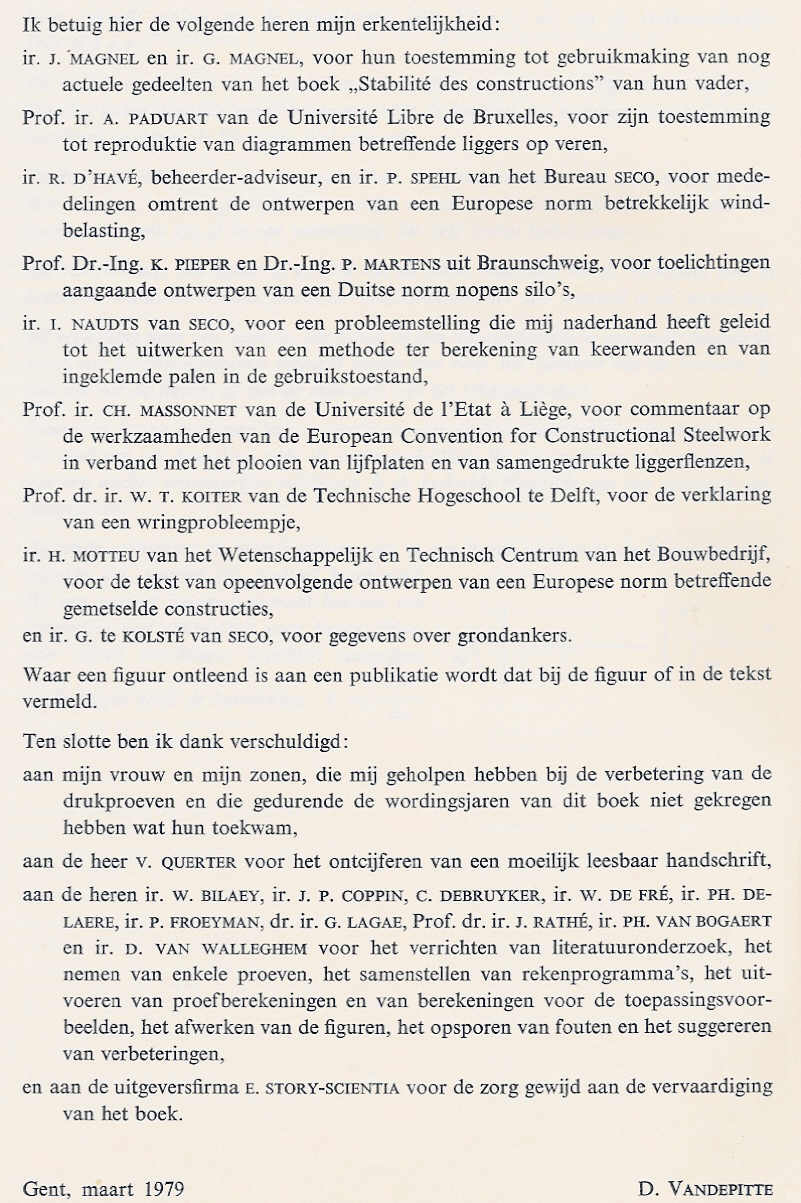 Ik betuig hier de volgende heren mijn erkentelijkheid:
ir. J. MAGNEL en ir. G. MAGNEL, voor hun toestemming tot gebruikmaking van nog
actuele gedeelten van het boek „Stabilité des constructions” van hun vader,
Prof. ir. A. PADUART van de Université Libre de Bruxelles, voor zijn toestemming
tot reproduktie van diagrammen betreffende liggers op veren,
ir. R. D’HAVÉ, beheerder-adviseur, en ir. P. SPEHL van het Bureau SECO, voor mede-
delingen omtrent de ontwerpen van een Europese norm betrekkelijk wind-
belasting,
Prof. Dr.-Ing. K. PIEPER en Dr.-Ing. P. MARTENS uit Braunschweig, voor toelichtingen
aangaande ontwerpen van een Duitse norm nopens silo’s,
ir. I. NAUDTS van SECO, voor een probleemstelling die mij naderhand heeft geleid
tot het uitwerken van een methode ter berekening van keerwanden en van
ingeklemde palen in de gebruikstoestand,
Prof. ir. CH. MASSONNET van de Université de l’Etat à Liège, voor commentaar op
de werkzaamheden van de European Convention for Constructional Steelwork
in verband met het plooien van lijfplaten en van samengedrukte liggerflenzen,
Prof. dr. ir. W. T. KOITER van de Technische Hogeschool te Delft, voor de verklaring
van een wringprobleempje,
ir. H. MOTTEU van het Wetenschappelijk en Technisch Centrum van het Bouwbedrijf,
voor de tekst van opeenvolgende ontwerpen van een Europese norm betreffende
gemetselde constructies,
en ir. G. te KOLSTÉ van SECO, voor gegevens over grondankers.
Waar een figuur ontleend is aan een publikatie wordt dat bij de figuur of in de tekst
vermeld.
Ten slotte ben ik dank verschuldigd:
aan mijn vrouw en mijn zonen, die mij geholpen hebben bij de verbetering van de
drukproeven en die gedurende de wordingsjaren van dit boek niet gekregen
hebben wat hun toekwam,
aan de heer V. QUERTER voor het ontcijferen van een moeilijk leesbaar handschrift,
aan de heren ir. W. BILAEY, ir. J. P. COPPIN, C. DEBRUYKER, ir. W. DE FRÉ, ir. PH. DE-
LAERE, ir. P. FROEYMAN, dr. ir. G. LAGAE, Prof. dr. ir. J. RATHÉ, ir. PH. VAN BOGAERT
en ir. D. VAN WALLEGHEM voor het verrichten van literatuuronderzoek, het
nemen van enkele proeven, het samenstellen van rekenprogramma’s, het uit-
voeren van proefberekeningen en van berekeningen voor de toepassingsvoor-
beelden, het afwerken van de figuren, het opsporen van fouten en het suggereren
van verbeteringen,
en aan de uitgeversfirma E. STORY-SCIENTIA voor de zorg gewijd aan de vervaardiging
van het boek.
Gent, maart 1979 D. VANDEPITTE